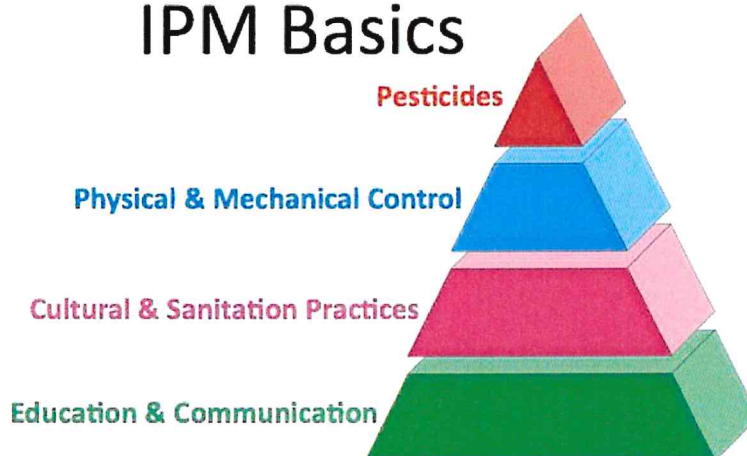 IPM Basics
Pesticides
Physical & Mechanical Control
Cultural & Sanitation Practices
Education & Communication